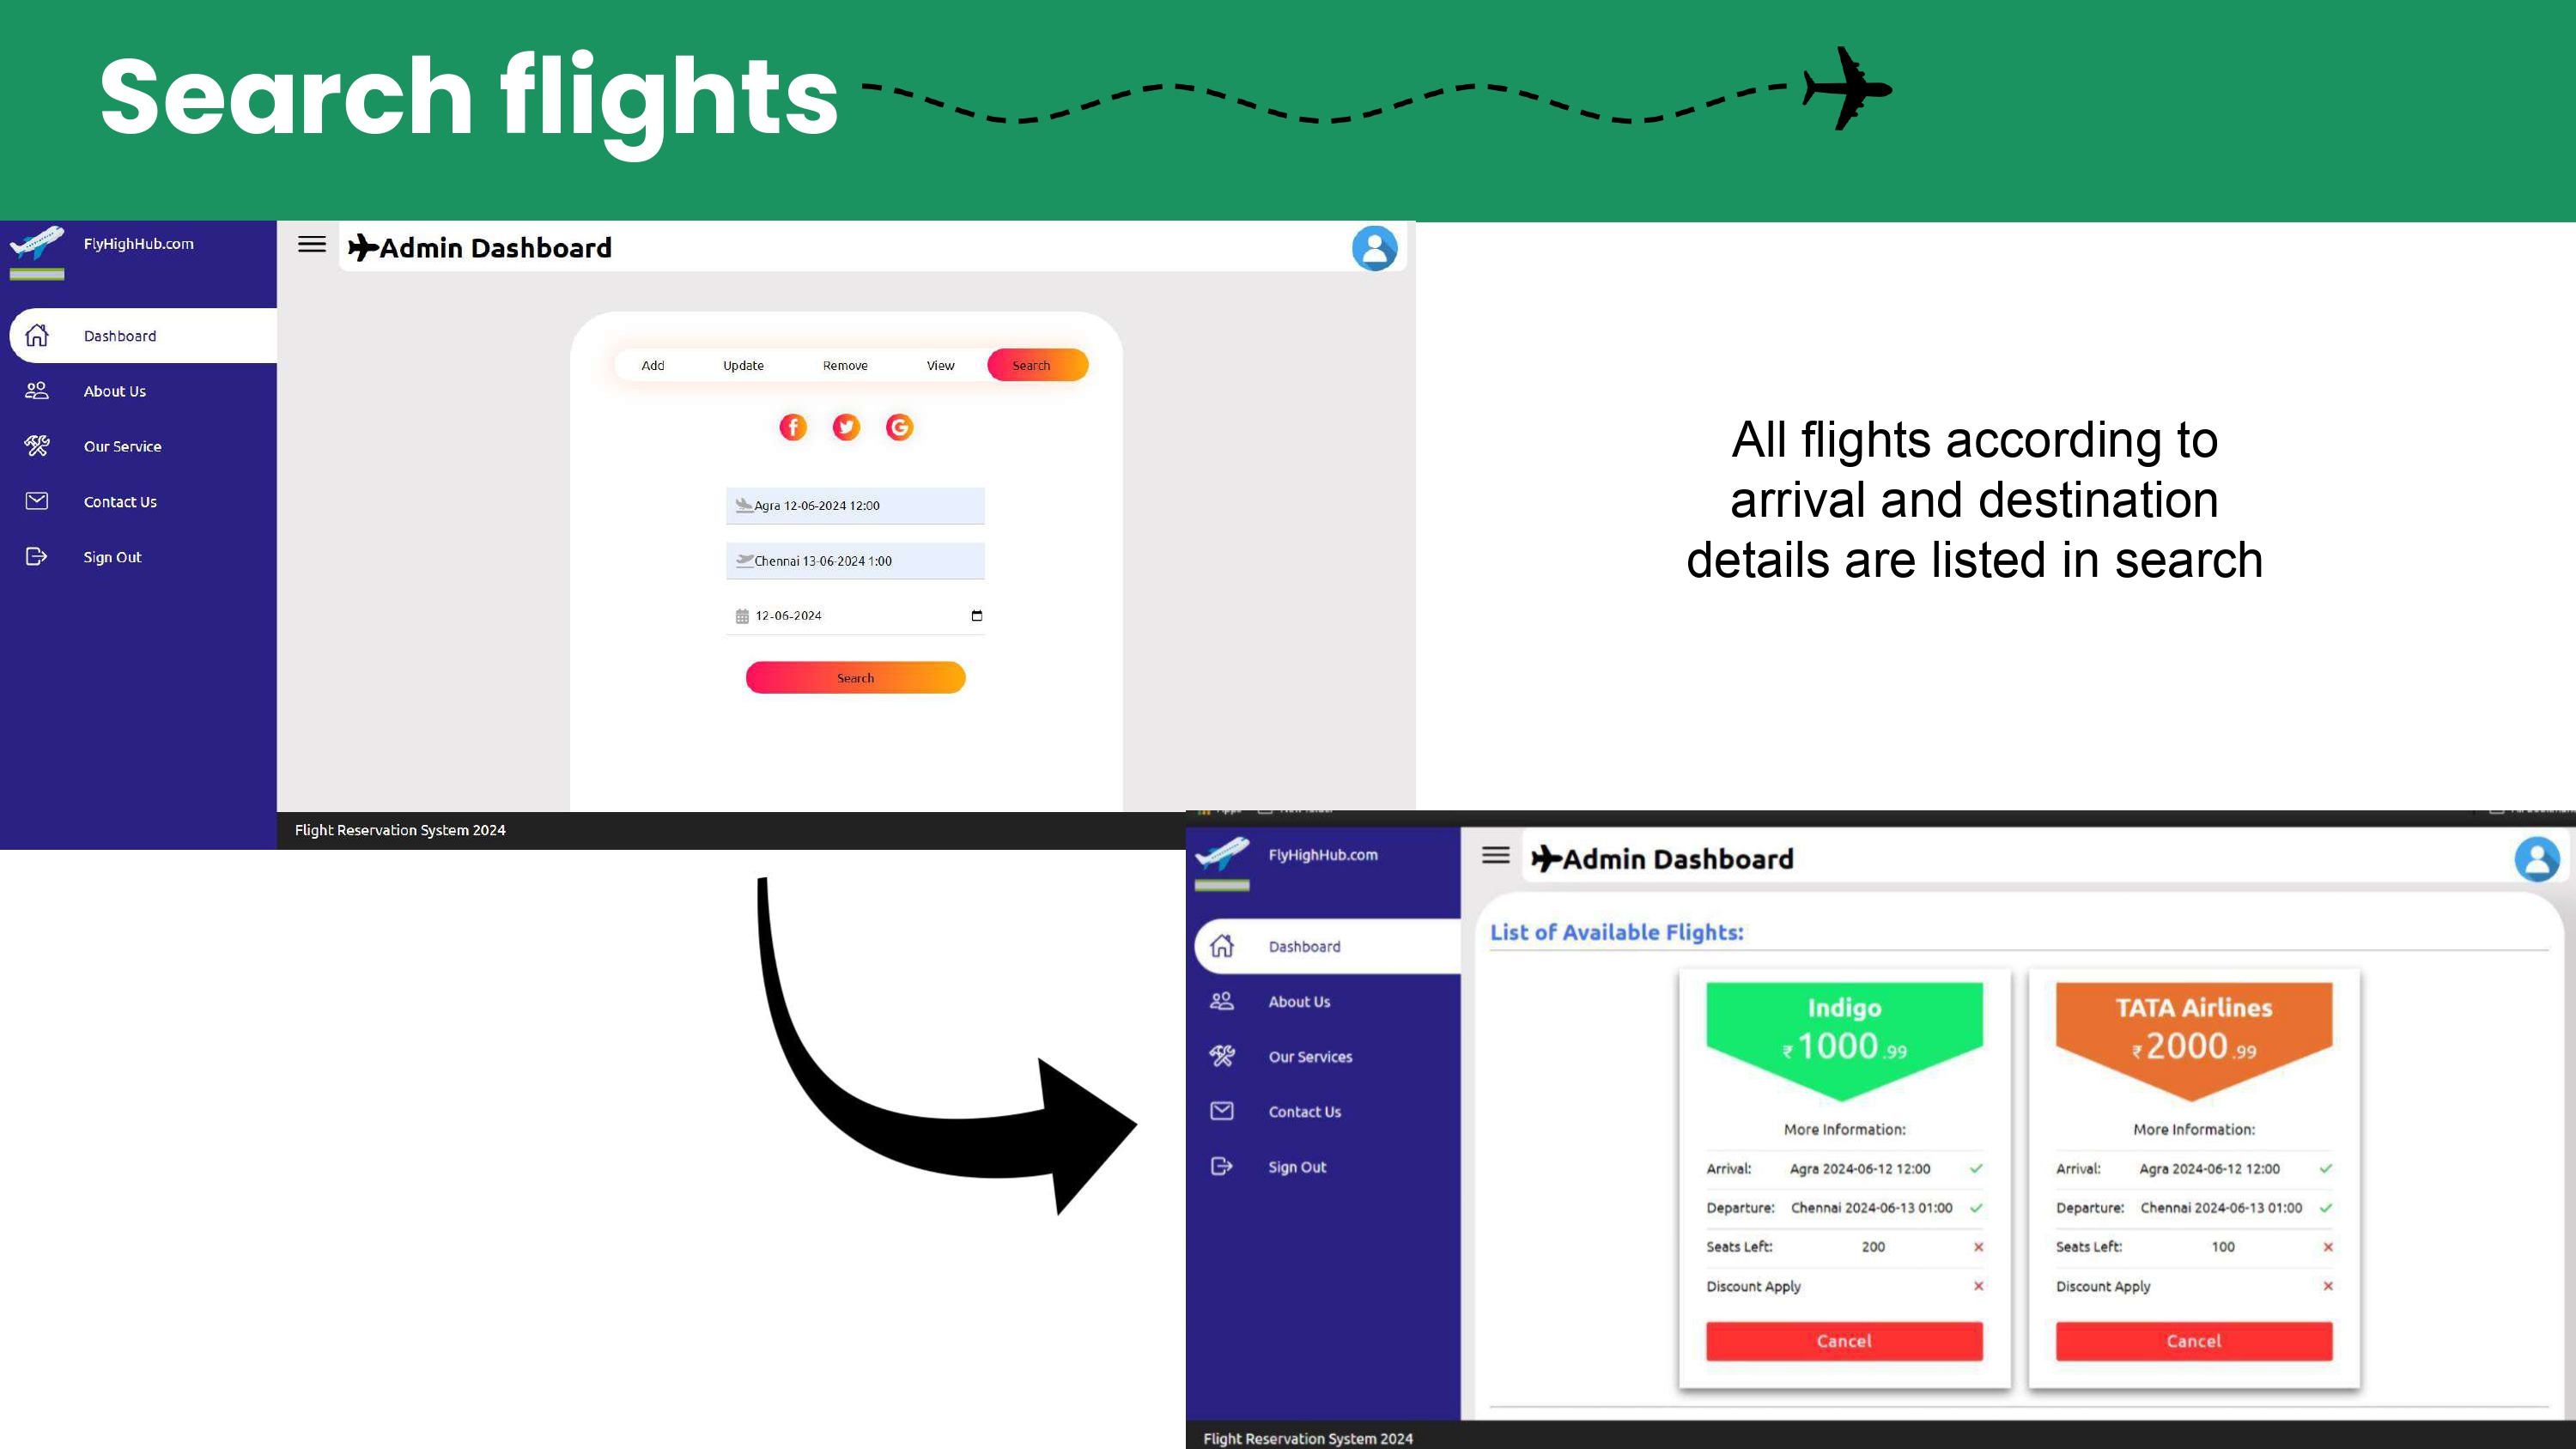 Search flights
FlyHighHub.com
Admin Dashboard
Dashboard
About Us
Our Service
Contact Us
Sign Out
Add Update Remove View Search
Agra 12-06-2024 12:00
Chennai 13-06-2024 1:00
12-06-2024
Search
Flight Reservation System 2024
All flights according to
arrival and destination
details are listed in search
FlyHighHub.com
Admin Dashboard
Dashboard
About Us
Our Services
Contact Us
Sign Out
List of Available Flights:
Indigo
₹1000.99
More Information:
Arrival: Agra 2024-06-12 12:00
Departure: Chennai 2024-06-13 01:00
Seats Left: 200
Discount Apply
Cancel
TATA Airlines
₹2000.99
More Information:
Arrival: Agra 2024-06-12 12:00
Departure: Chennai 2024-06-13 01:00
Seats Left: 100
Discount Apply
Cancel
Flight Reservation System 2024